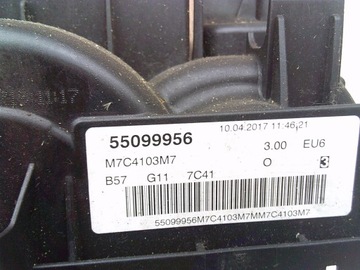 55099956 10.04.2017 11:46,21
M7C4103M7 3.00 EU6
B57 G11 7C41 O 3
55099956M7C4103M7MM7C4103M7